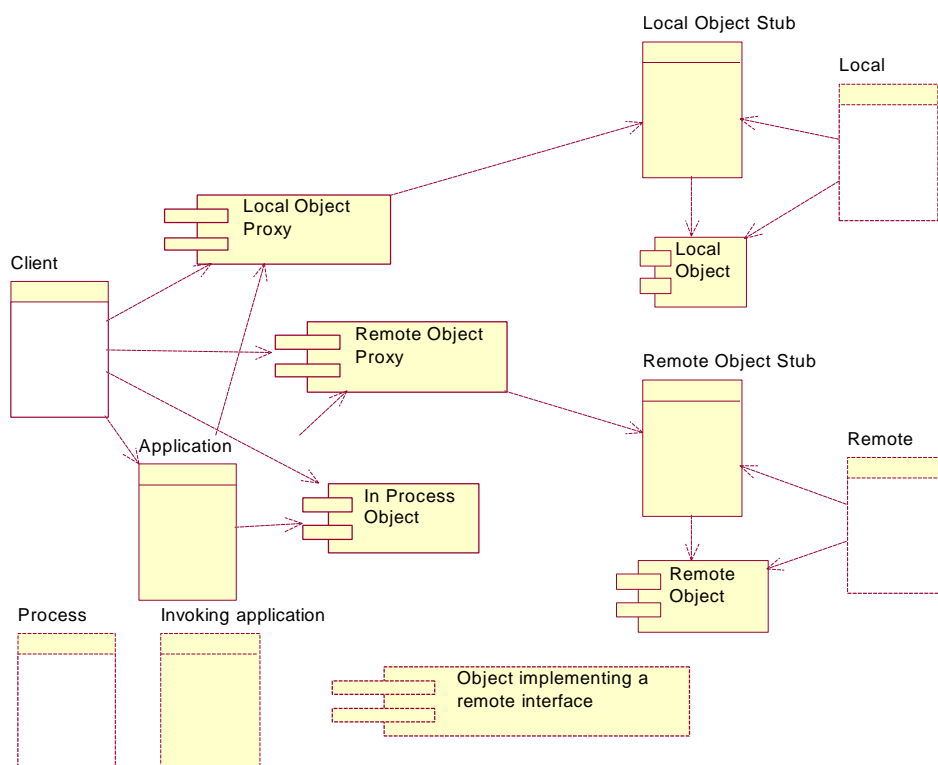 Local Object Stub
Local
Local Object
Proxy
Local
Object
Client
Remote Object
Proxy
Remote Object Stub
Application
Remote
In Process
Object
Remote
Object
Process
Invoking application
Object implementing a
remote interface